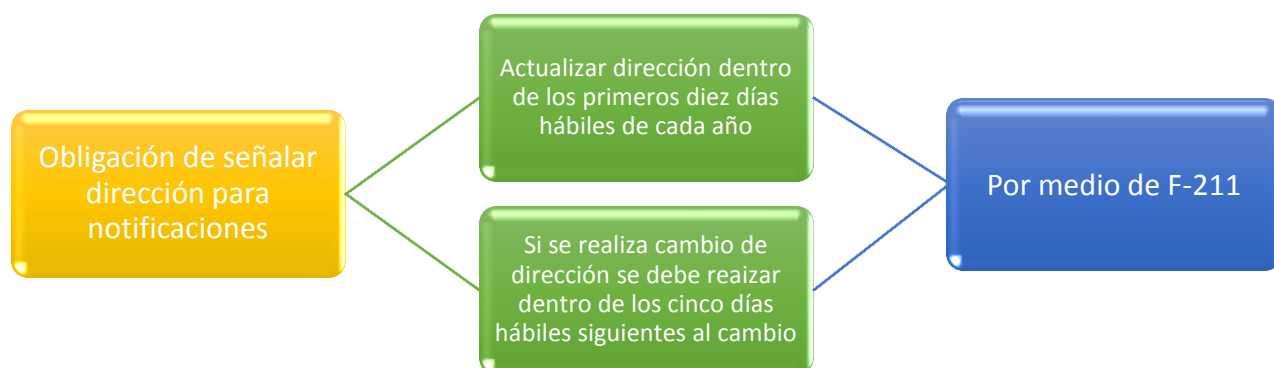 Obligación de señalar
dirección para
notificaciones
Actualizar dirección dentro
de los primeros diez días
hábiles de cada año
Si se realiza cambio de
dirección se debe reaizar
dentro de los cinco días
hábiles siguientes al cambio
Por medio de F-211